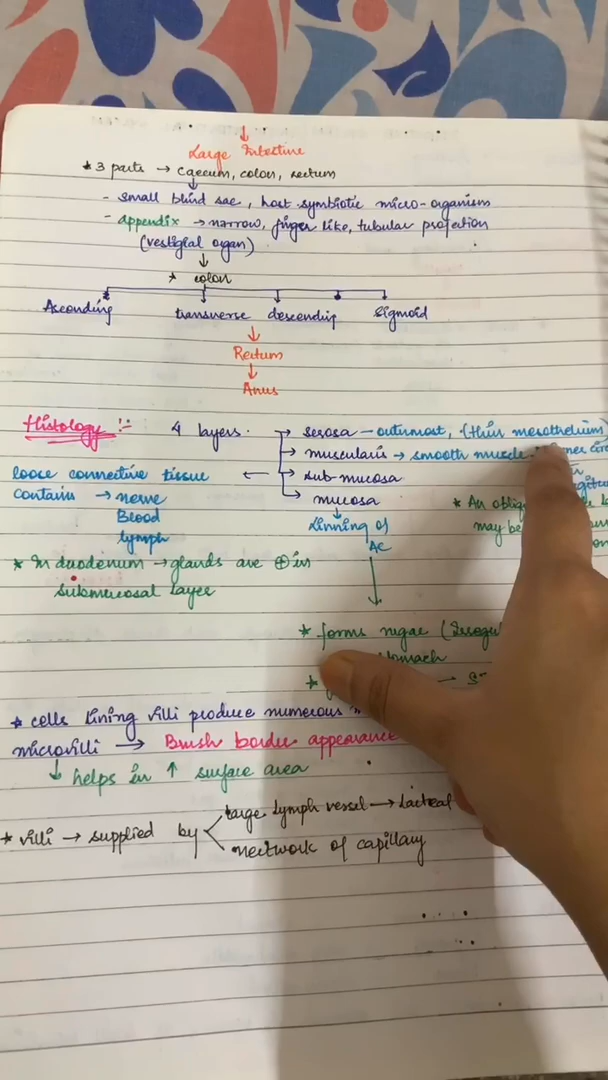 ↓
Large Intestine
* 3 parts → caecum, colon, rectum
↓
- small blind sac, host symbiotic micro-organism
- appendix → narrow, finger like, tubular projection
(vestigial organ)
↓
* colon
Ascending transverse descending sigmoid
↓
Rectum
↓
Anus
Histology :- 4 layers. → serosa – outermost, (thin mesothelium)
→ muscularis → smooth muscle
loose connective tissue ← → sub-mucosa
contains → nerve → mucosa
Blood
lymph
↓
Linning of
AC
* An obliq
may be
* In duodenum → glands are ⊕ in
submucosal layer
* forms rugae (
stomach
*
* cells lining villi produce numerous
microvilli → Brush border appearance
↓ helps in ↑ surface area
* villi → supplied by large lymph vessel → lacteal
network of capillary